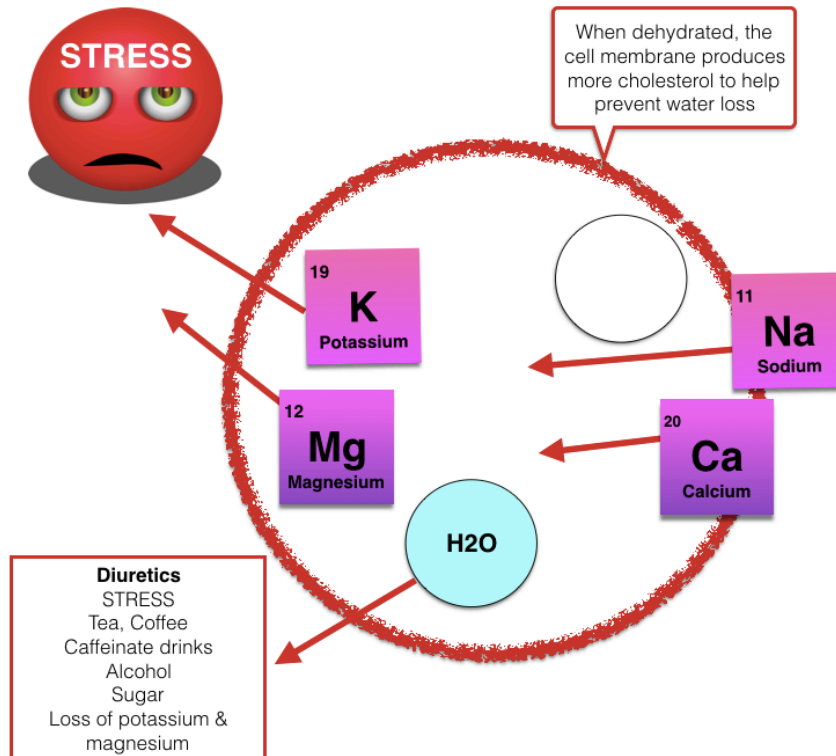 STRESS
When dehydrated, the
cell membrane produces
more cholesterol to help
prevent water loss
19
K
Potassium
11
Na
Sodium
12
Mg
Magnesium
20
Ca
Calcium
H2O
Diuretics
STRESS
Tea, Coffee
Caffeinate drinks
Alcohol
Sugar
Loss of potassium &
magnesium